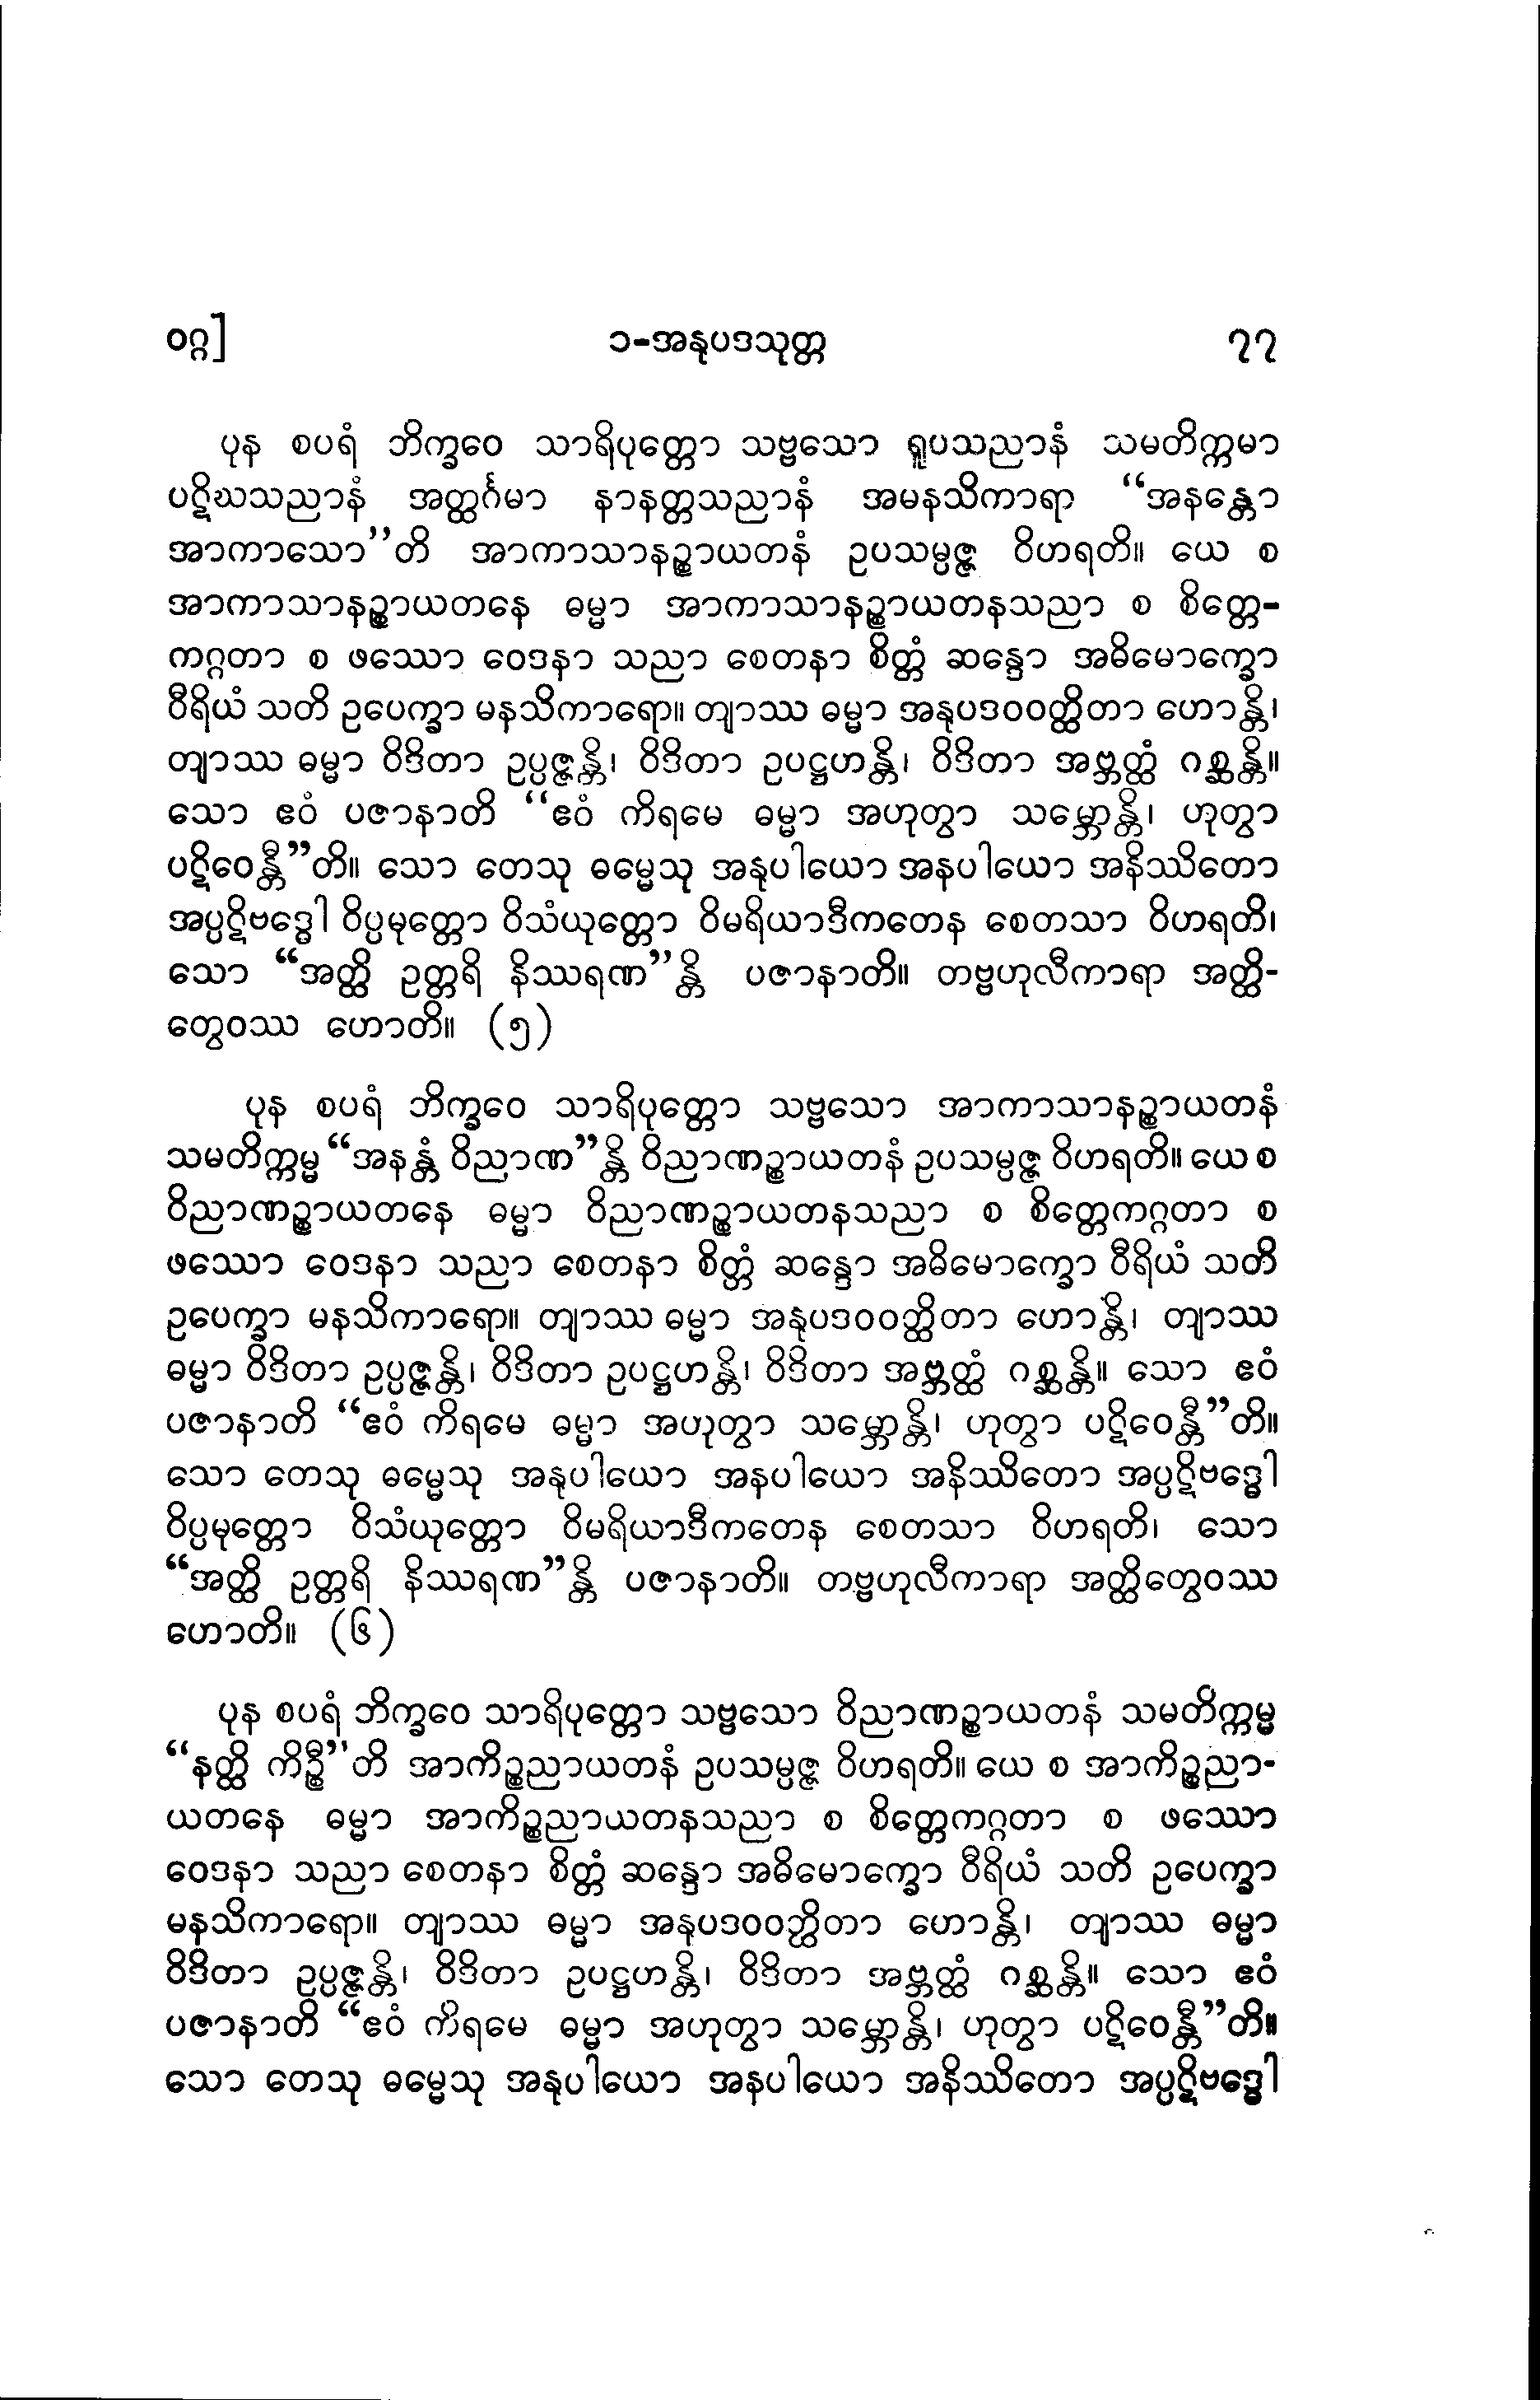 ဝဂ္ဂ]	၁-အနုပဒသုတ္တ	၇၇
ပုန စပရံ ဘိက္ခဝေ သာရိပုတ္တော သဗ္ဗသော ရူပသညာနံ သမတိက္ကမာ
ပဋိဃသညာနံ အတ္ထင်္ဂမာ နာနတ္တသညာနံ အမနသိကာရာ “အနန္တော
အာကာသော”တိ အာကာသာနဉ္စာယတနံ ဥပသမ္ပဇ္ဇ ဝိဟရတိ။ ယေ စ
အာကာသာနဉ္စာယတနေ ဓမ္မာ အာကာသာနဉ္စာယတနသညာ စ စိတ္တေ-
ကဂ္ဂတာ စ ဖဿော ဝေဒနာ သညာ စေတနာ စိတ္တံ ဆန္ဒော အဓိမောက္ခော
ဝီရိယံ သတိ ဥပေက္ခာ မနသိကာရော။ တျာဿ ဓမ္မာ အနုပဒဝဝတ္ထိတာ ဟောန္တိ၊
တျာဿ ဓမ္မာ ဝိဒိတာ ဥပ္ပဇ္ဇန္တိ၊ ဝိဒိတာ ဥပဋ္ဌဟန္တိ၊ ဝိဒိတာ အဗ္ဘတ္ထံ ဂစ္ဆန္တိ။
သော ဧဝံ ပဇာနာတိ “ဧဝံ ကိရမေ ဓမ္မာ အဟုတွာ သမ္ဘောန္တိ၊ ဟုတွာ
ပဋိဝေန္တီ”တိ။ သော တေသု ဓမ္မေသု အနုပါယော အနပါယော အနိဿိတော
အပ္ပဋိဗဒ္ဓေါ ဝိပ္ပမုတ္တော ဝိသံယုတ္တော ဝိမရိယာဒီကတေန စေတသာ ဝိဟရတိ၊
သော “အတ္ထိ ဥတ္တရိ နိဿရဏ”န္တိ ပဇာနာတိ။ တဗ္ဗဟုလီကာရာ အတ္ထိ-
တွေဝဿ ဟောတိ။ (၅)
ပုန စပရံ ဘိက္ခဝေ သာရိပုတ္တော သဗ္ဗသော အာကာသာနဉ္စာယတနံ
သမတိက္ကမ္မ “အနန္တံ ဝိညာဏ”န္တိ ဝိညာဏဉ္စာယတနံ ဥပသမ္ပဇ္ဇ ဝိဟရတိ။ ယေ စ
ဝိညာဏဉ္စာယတနေ ဓမ္မာ ဝိညာဏဉ္စာယတနသညာ စ စိတ္တေကဂ္ဂတာ စ
ဖဿော ဝေဒနာ သညာ စေတနာ စိတ္တံ ဆန္ဒော အဓိမောက္ခော ဝီရိယံ သတိ
ဥပေက္ခာ မနသိကာရော။ တျာဿ ဓမ္မာ အနုပဒဝဝတ္ထိတာ ဟောန္တိ၊ တျာဿ
ဓမ္မာ ဝိဒိတာ ဥပ္ပဇ္ဇန္တိ၊ ဝိဒိတာ ဥပဋ္ဌဟန္တိ၊ ဝိဒိတာ အဗ္ဘတ္ထံ ဂစ္ဆန္တိ။ သော ဧဝံ
ပဇာနာတိ “ဧဝံ ကိရမေ ဓမ္မာ အဟုတွာ သမ္ဘောန္တိ၊ ဟုတွာ ပဋိဝေန္တီ”တိ။
သော တေသု ဓမ္မေသု အနုပါယော အနပါယော အနိဿိတော အပ္ပဋိဗဒ္ဓေါ
ဝိပ္ပမုတ္တော ဝိသံယုတ္တော ဝိမရိယာဒီကတေန စေတသာ ဝိဟရတိ၊ သော
“အတ္ထိ ဥတ္တရိ နိဿရဏ”န္တိ ပဇာနာတိ။ တဗ္ဗဟုလီကာရာ အတ္ထိတွေဝဿ
ဟောတိ။ (၆)
ပုန စပရံ ဘိက္ခဝေ သာရိပုတ္တော သဗ္ဗသော ဝိညာဏဉ္စာယတနံ သမတိက္ကမ္မ
“နတ္ထိ ကိဉ္စီ”တိ အာကိဉ္စညာယတနံ ဥပသမ္ပဇ္ဇ ဝိဟရတိ။ ယေ စ အာကိဉ္စညာ-
ယတနေ ဓမ္မာ အာကိဉ္စညာယတနသညာ စ စိတ္တေကဂ္ဂတာ စ ဖဿော
ဝေဒနာ သညာ စေတနာ စိတ္တံ ဆန္ဒော အဓိမောက္ခော ဝီရိယံ သတိ ဥပေက္ခာ
မနသိကာရော။ တျာဿ ဓမ္မာ အနုပဒဝဝတ္ထိတာ ဟောန္တိ၊ တျာဿ ဓမ္မာ
ဝိဒိတာ ဥပ္ပဇ္ဇန္တိ၊ ဝိဒိတာ ဥပဋ္ဌဟန္တိ၊ ဝိဒိတာ အဗ္ဘတ္ထံ ဂစ္ဆန္တိ။ သော ဧဝံ
ပဇာနာတိ “ဧဝံ ကိရမေ ဓမ္မာ အဟုတွာ သမ္ဘောန္တိ၊ ဟုတွာ ပဋိဝေန္တီ”တိ။
သော တေသု ဓမ္မေသု အနုပါယော အနပါယော အနိဿိတော အပ္ပဋိဗဒ္ဓေါ